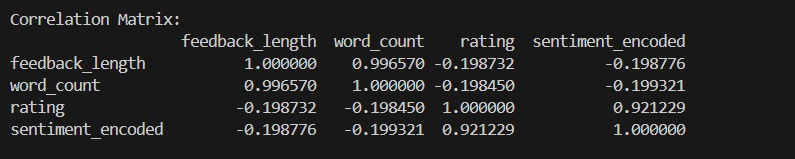 Correlation Matrix:
feedback_length word_count rating sentiment_encoded
feedback_length 1.000000 0.996570 -0.198732 -0.198776
word_count 0.996570 1.000000 -0.198450 -0.199321
rating -0.198732 -0.198450 1.000000 0.921229
sentiment_encoded -0.198776 -0.199321 0.921229 1.000000